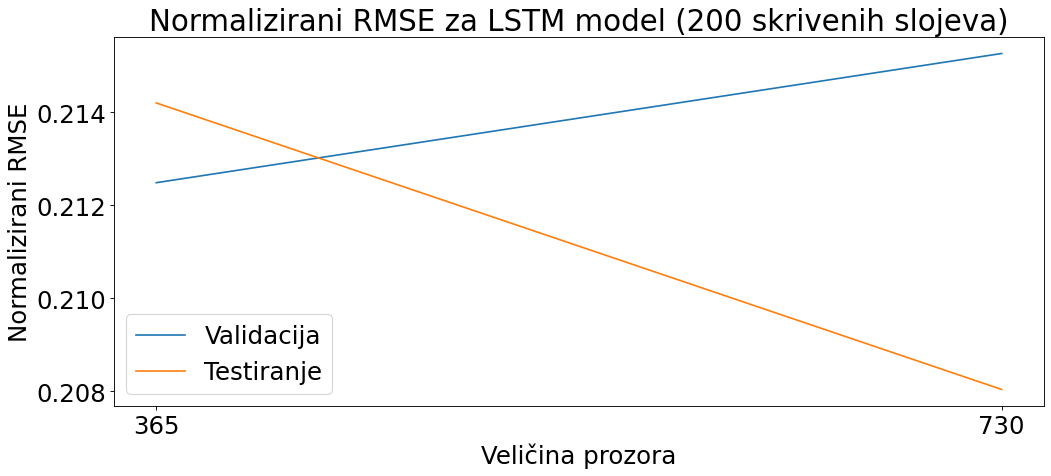 Normalizirani RMSE za LSTM model (200 skrivenih slojeva)
Normalizirani RMSE
0.214
0.212
0.210
0.208
Validacija
Testiranje
365
730
Veličina prozora